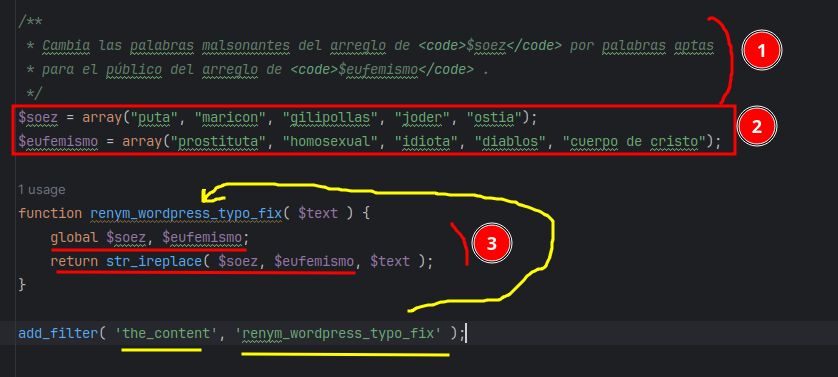 /**
* Cambia las palabras malsonantes del arreglo de <code>$soez</code> por palabras aptas
* para el público del arreglo de <code>$eufemismo</code> .
*/
1
$soez = array("puta", "maricon", "gilipollas", "joder", "ostia");
$eufemismo = array("prostituta", "homosexual", "idiota", "diablos", "cuerpo de cristo");
2
1 usage
function renym_wordpress_typo_fix( $text ) {
global $soez, $eufemismo;
return str_ireplace( $soez, $eufemismo, $text );
3
}
add_filter( 'the_content', 'renym_wordpress_typo_fix' );